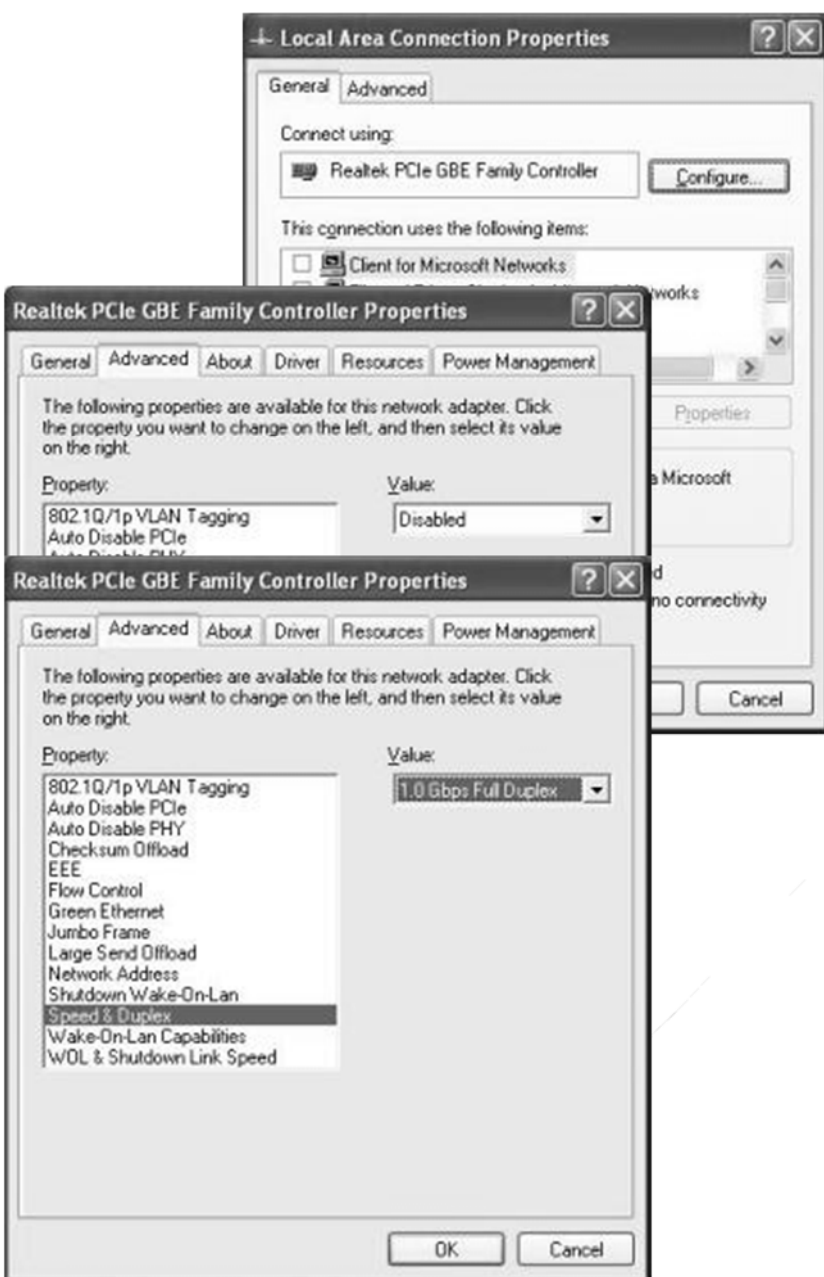 Local Area Connection Properties
General Advanced
Connect using:
Realtek PCIe GBE Family Controller Configure...
This connection uses the following items:
Client for Microsoft Networks
tworks
Properties
a Microsoft
d
no connectivity
Cancel
Realtek PCIe GBE Family Controller Properties
General Advanced About Driver Resources Power Management
The following properties are available for this network adapter. Click
the property you want to change on the left, and then select its value
on the right.
Property: Value:
802.1Q/1p VLAN Tagging Disabled
Auto Disable PCIe
Auto Disable PHY
Realtek PCIe GBE Family Controller Properties
General Advanced About Driver Resources Power Management
The following properties are available for this network adapter. Click
the property you want to change on the left, and then select its value
on the right.
Property: Value:
802.1Q/1p VLAN Tagging 1.0 Gbps Full Duplex
Auto Disable PCIe
Auto Disable PHY
Checksum Offload
EEE
Flow Control
Green Ethernet
Jumbo Frame
Large Send Offload
Network Address
Shutdown Wake-On-Lan
Speed & Duplex
Wake-On-Lan Capabilities
WOL & Shutdown Link Speed
OK Cancel